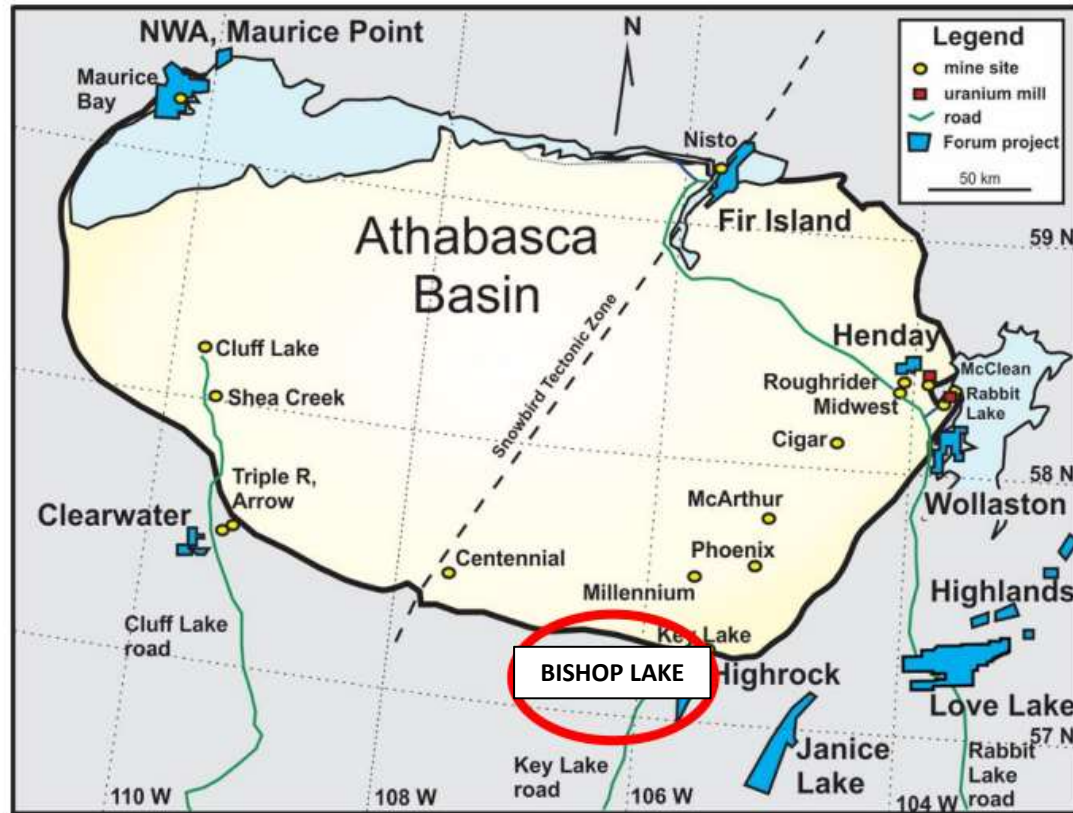 NWA, Maurice Point
N
Legend
mine site
uranium mill
road
Forum project
50 km
Maurice
Bay
Nisto
Fir Island
59 N
Athabasca
Basin
Snowbird Tectonic Zone
Henday
McClean
Cluff Lake
Roughrider
Rabbit
Lake
Shea Creek
Midwest
Cigar
58 N
Triple R,
Arrow
McArthur
Wollaston
Clearwater
Phoenix
Centennial
Millennium
Highlands
Cluff Lake
road
Key Lake
BISHOP LAKE
Highrock
Love Lake
57 N
Janice
Lake
Key Lake
road
Rabbit
Lake
road
110 W
108 W
106 W
104 W